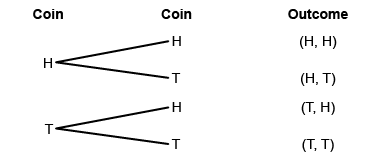 Coin Coin Outcome
H (H, H)
H
T (H, T)
H (T, H)
T
T (T, T)